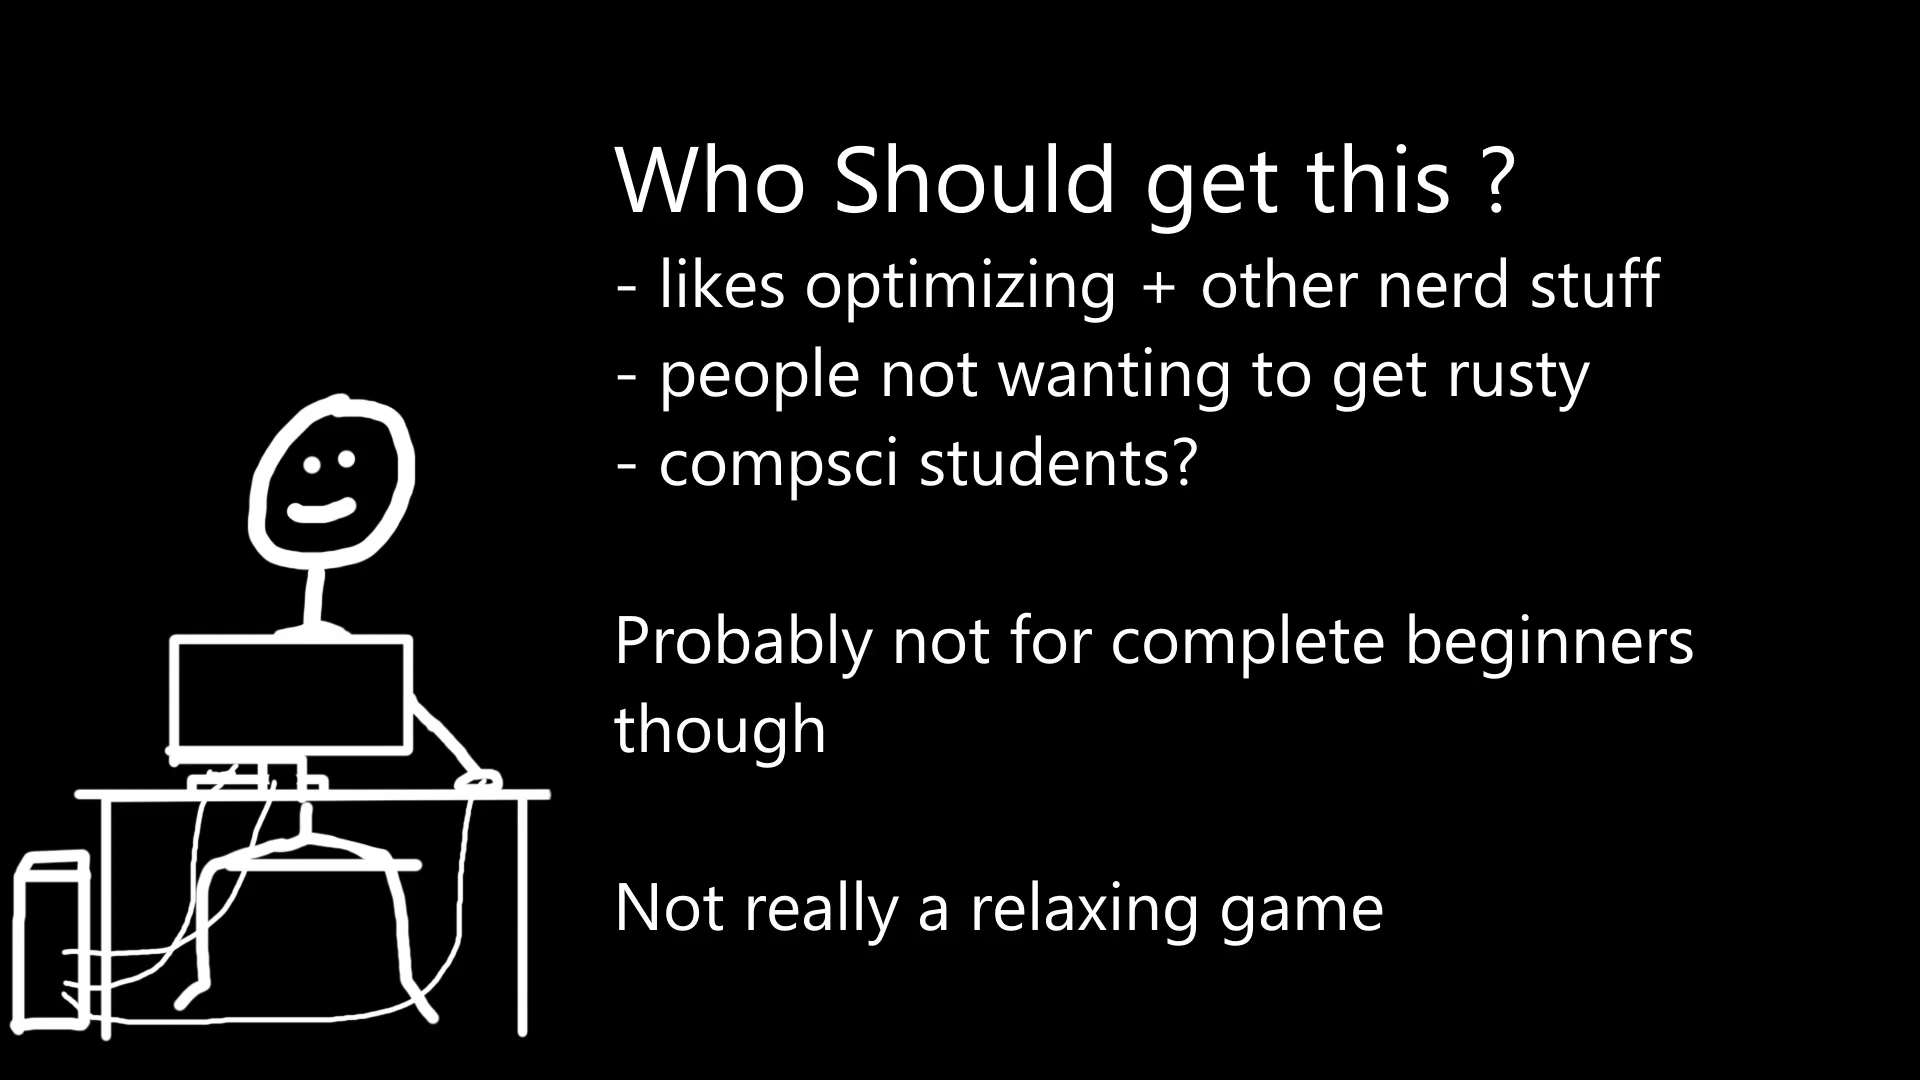 Who Should get this ?
- likes optimizing + other nerd stuff
- people not wanting to get rusty
- compsci students?
Probably not for complete beginners
though
Not really a relaxing game